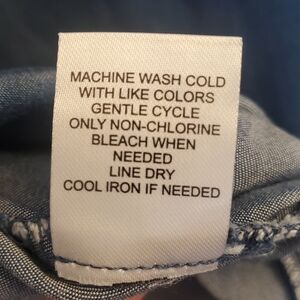 MACHINE WASH COLD
WITH LIKE COLORS
GENTLE CYCLE
ONLY NON-CHLORINE
BLEACH WHEN
NEEDED
LINE DRY
COOL IRON IF NEEDED